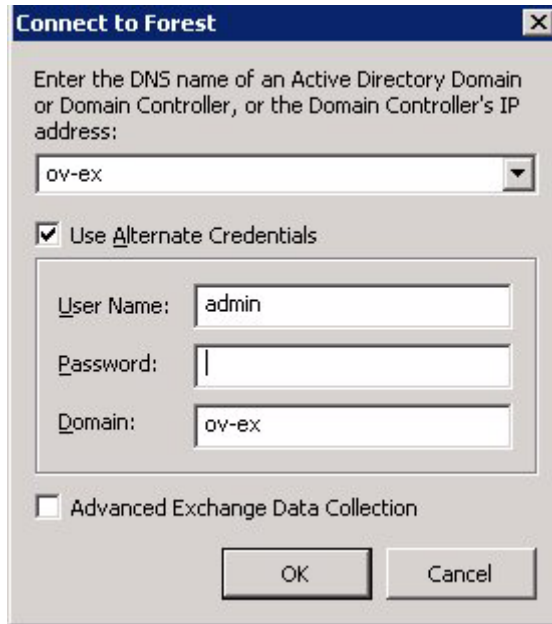 Connect to Forest
Enter the DNS name of an Active Directory Domain
or Domain Controller, or the Domain Controller's IP
address:
ov-ex
Use Alternate Credentials
User Name: admin
Password:
Domain: ov-ex
Advanced Exchange Data Collection
OK Cancel